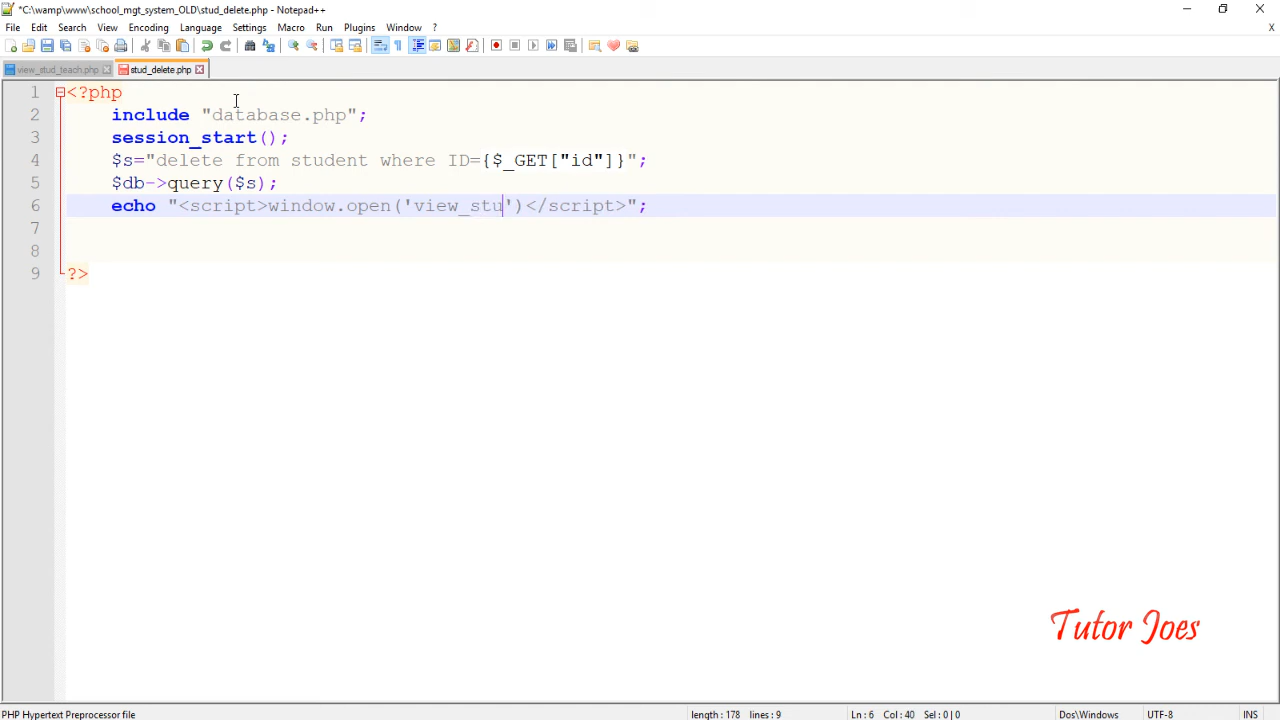 *C:\wamp\www\school_mgt_system_OLD\stud_delete.php - Notepad++
File Edit Search View Encoding Language Settings Macro Run Plugins Window ?
X
view_stud_teach.php stud_delete.php
1 <?php
2 include "database.php";
3 session_start();
4 $s="delete from student where ID={$_GET["id"]}";
5 $db->query($s);
6 echo "<script>window.open('view_stu')</script>";
7
8
9 ?>
Tutor Joes
PHP Hypertext Preprocessor file length : 178 lines : 9 Ln : 6 Col : 40 Sel : 0 | 0 Dos\Windows UTF-8 INS